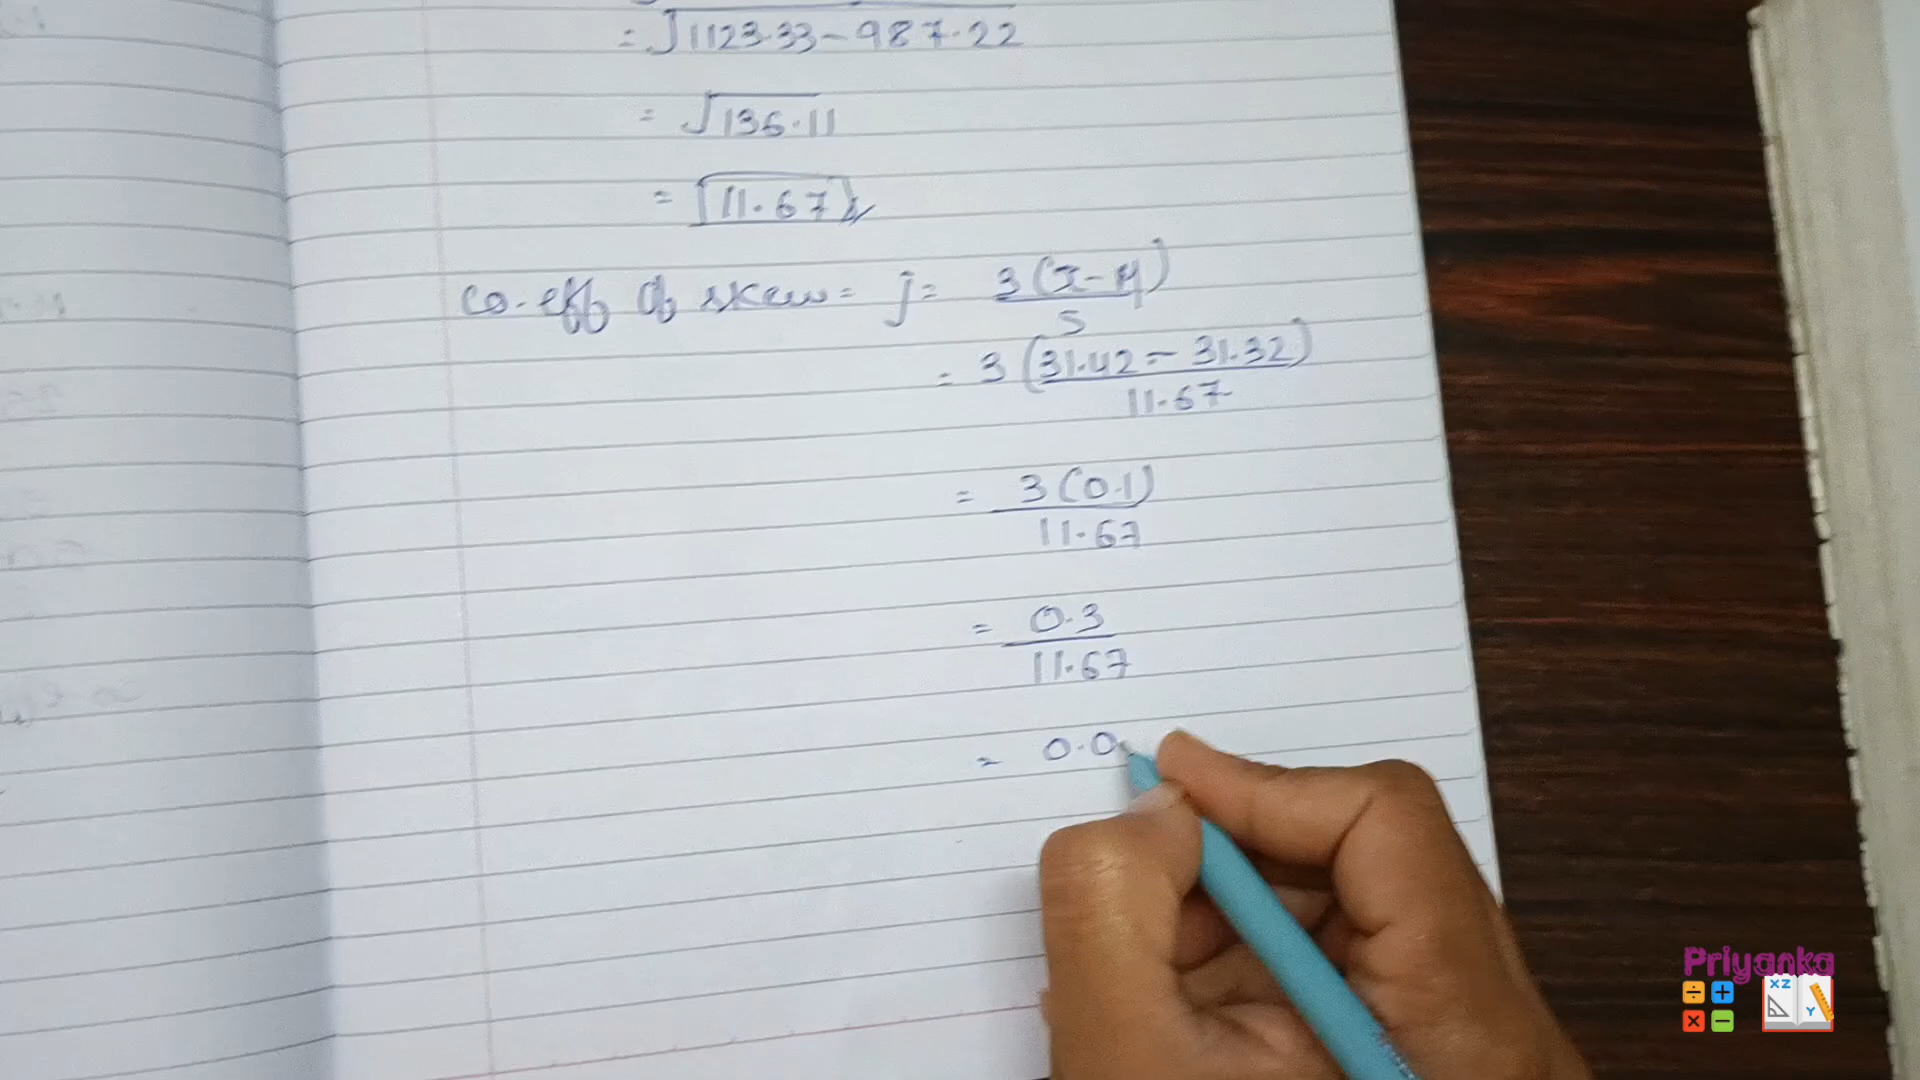 = √1123.33 - 987.22
= √136.11
= 11.67
co-eff of skew = j = 3(x̄ - M)
S
= 3 (31.42 - 31.32)
11.67
= 3 (0.1)
11.67
= 0.3
11.67
= 0.0
Priyanka
÷ + XZ
× - Y